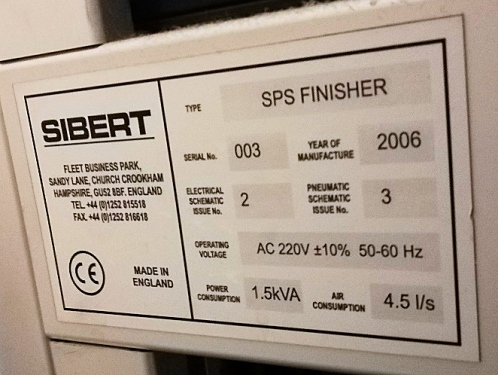 SIBERT
FLEET BUSINESS PARK,
SANDY LANE, CHURCH CROOKHAM
HAMPSHIRE, GU52 8BF. ENGLAND
TEL. +44 (0)1252 815518
FAX. +44 (0)1252 816618
CE
MADE IN
ENGLAND
TYPE SPS FINISHER
SERIAL No. 003
YEAR OF
MANUFACTURE 2006
ELECTRICAL
SCHEMATIC
ISSUE No. 2
PNEUMATIC
SCHEMATIC
ISSUE No. 3
OPERATING
VOLTAGE AC 220V ±10% 50-60 Hz
POWER
CONSUMPTION 1.5kVA
AIR
CONSUMPTION 4.5 l/s